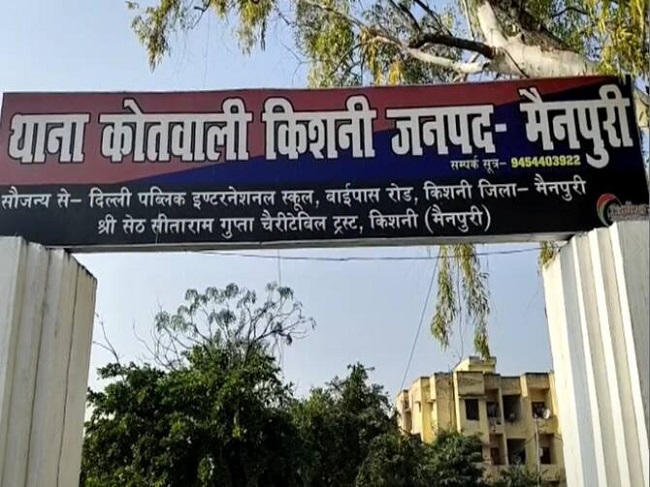 थाना कोतवाली किशनी जनपद- मैनपुरी
सम्पर्क सूत्र- 9454403922
सौजन्य से- दिल्ली पब्लिक इण्टरनेशनल स्कूल, बाईपास रोड, किशनी जिला- मैनपुरी
श्री सेठ सीताराम गुप्ता चैरीटेबिल ट्रस्ट, किशनी (मैनपुरी)